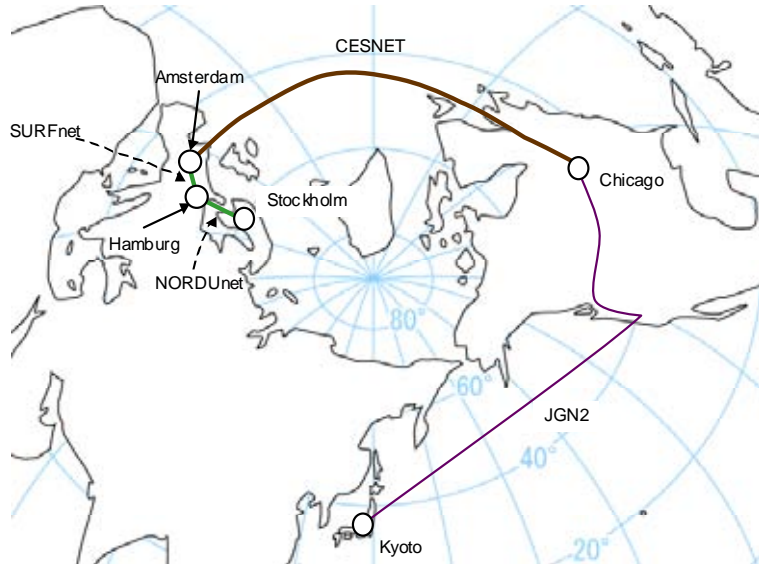 CESNET
Amsterdam
SURFnet
Chicago
Stockholm
Hamburg
NORDUnet
80°
60°
JGN2
40°
Kyoto
20°